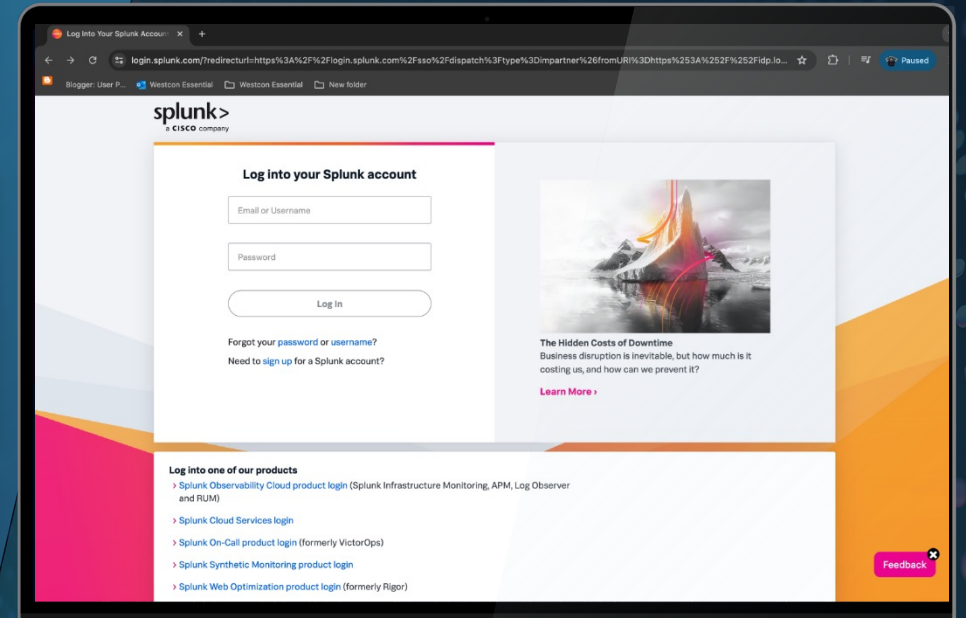 Log Into Your Splunk Accoun
login.splunk.com/?redirecturl=https%3A%2F%2Flogin.splunk.com%2Fsso%2Fdispatch%3Ftype%3Dimpartner%26fromURI%3Dhttps%253A%252F%252Fidp.lo...
Paused
Blogger: User P...
Westcon Essential
Westcon Essential
New folder
splunk>
a CISCO company
Log into your Splunk account
Email or Username
Password
Log In
Forgot your password or username?
Need to sign up for a Splunk account?
The Hidden Costs of Downtime
Business disruption is inevitable, but how much is it
costing us, and how can we prevent it?
Learn More ›
Log into one of our products
› Splunk Observability Cloud product login (Splunk Infrastructure Monitoring, APM, Log Observer
and RUM)
› Splunk Cloud Services login
› Splunk On-Call product login (formerly VictorOps)
› Splunk Synthetic Monitoring product login
› Splunk Web Optimization product login (formerly Rigor)
Feedback